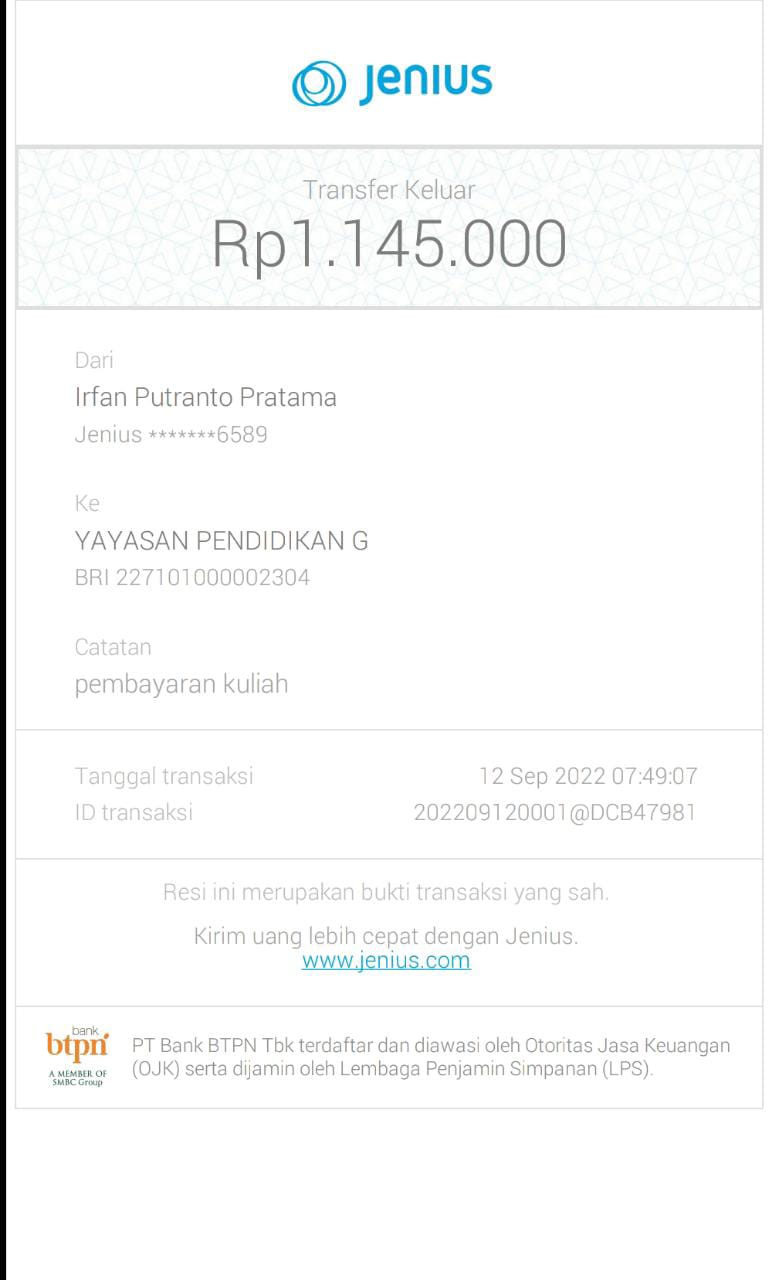 Jenius
Transfer Keluar
Rp1.145.000
Dari
Irfan Putranto Pratama
Jenius *******6589
Ke
YAYASAN PENDIDIKAN G
BRI 227101000002304
Catatan
pembayaran kuliah
Tanggal transaksi 12 Sep 2022 07:49:07
ID transaksi 202209120001@DCB47981
Resi ini merupakan bukti transaksi yang sah.
Kirim uang lebih cepat dengan Jenius.
www.jenius.com
bank
btpn
A MEMBER OF
SMBC Group
PT Bank BTPN Tbk terdaftar dan diawasi oleh Otoritas Jasa Keuangan
(OJK) serta dijamin oleh Lembaga Penjamin Simpanan (LPS).